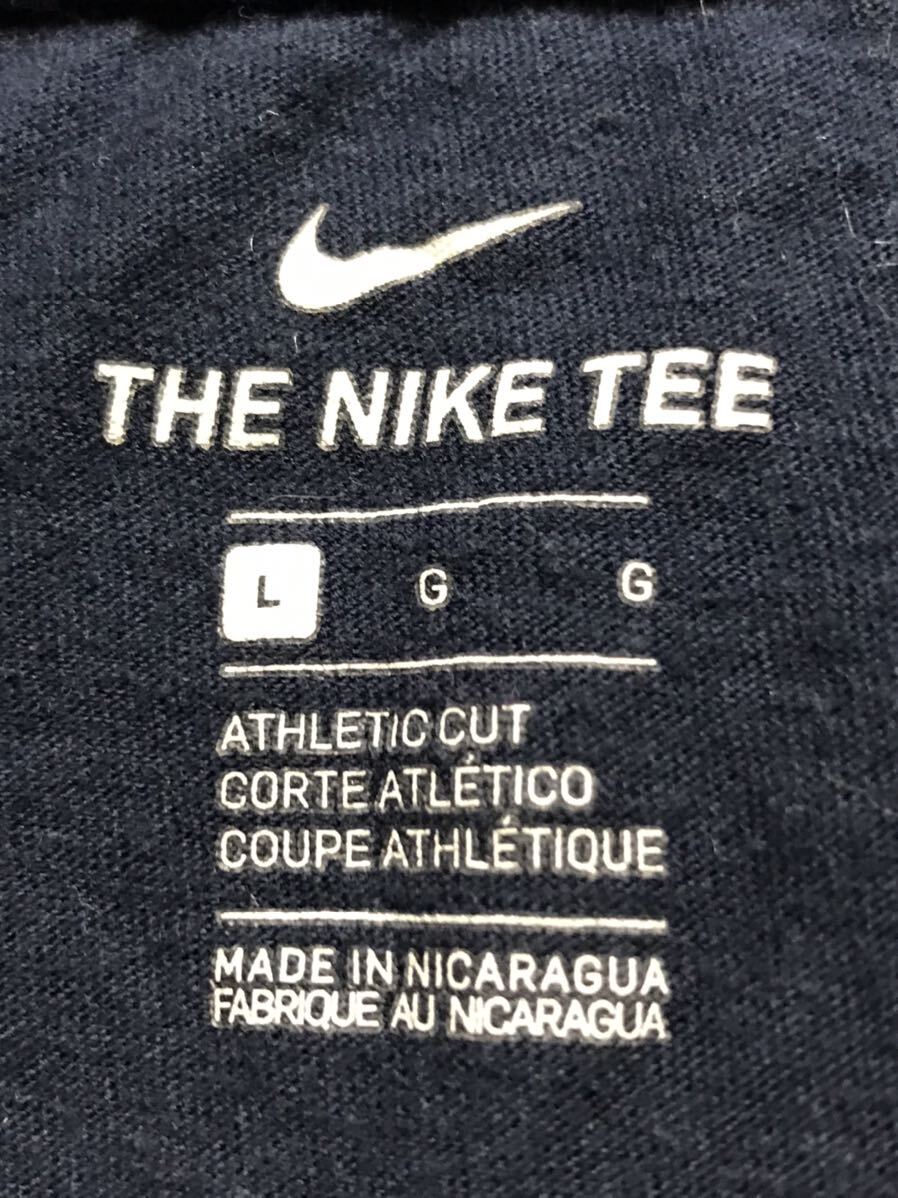 THE NIKE TEE
L G G
ATHLETIC CUT
CORTE ATLÉTICO
COUPE ATHLÉTIQUE
MADE IN NICARAGUA
FABRIQUE AU NICARAGUA